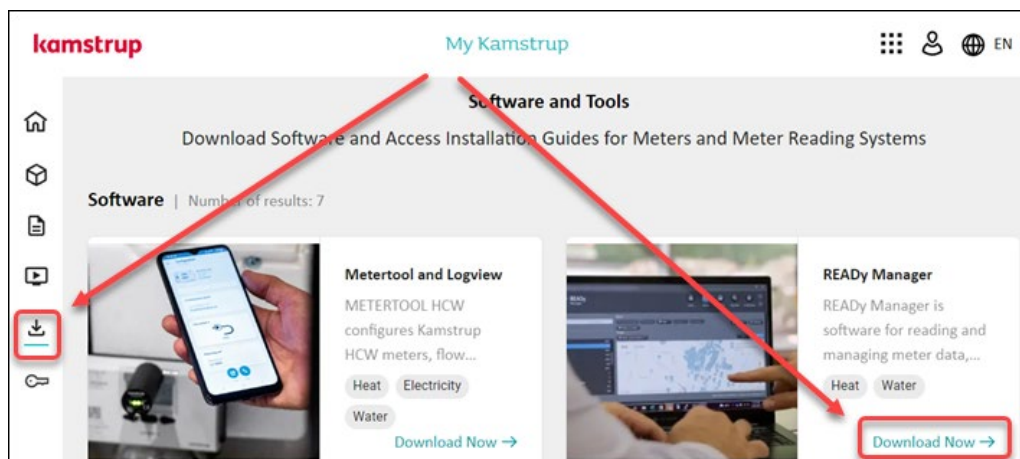 kamstrup
My Kamstrup
EN
Software and Tools
Download Software and Access Installation Guides for Meters and Meter Reading Systems
Software | Number of results: 7
Metertool and Logview
METERTOOL HCW
configures Kamstrup
HCW meters, flow...
Heat Electricity
Water
Download Now →
READy Manager
READy Manager is
software for reading and
managing meter data,...
Heat Water
Download Now →